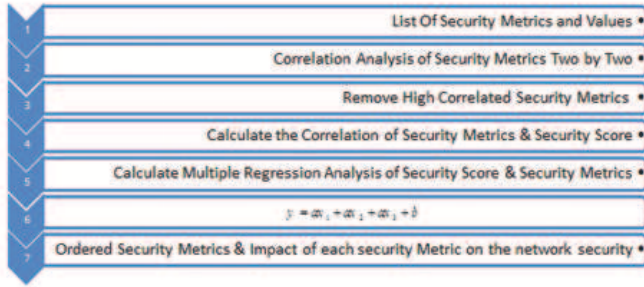 1 List Of Security Metrics and Values •
2 Correlation Analysis of Security Metrics Two by Two •
3 Remove High Correlated Security Metrics •
4 Calculate the Correlation of Security Metrics & Security Score •
5 Calculate Multiple Regression Analysis of Security Score & Security Metrics •
6 y = ax₁ + ax₂ + ax₃ + b
7 Ordered Security Metrics & Impact of each security Metric on the network security •